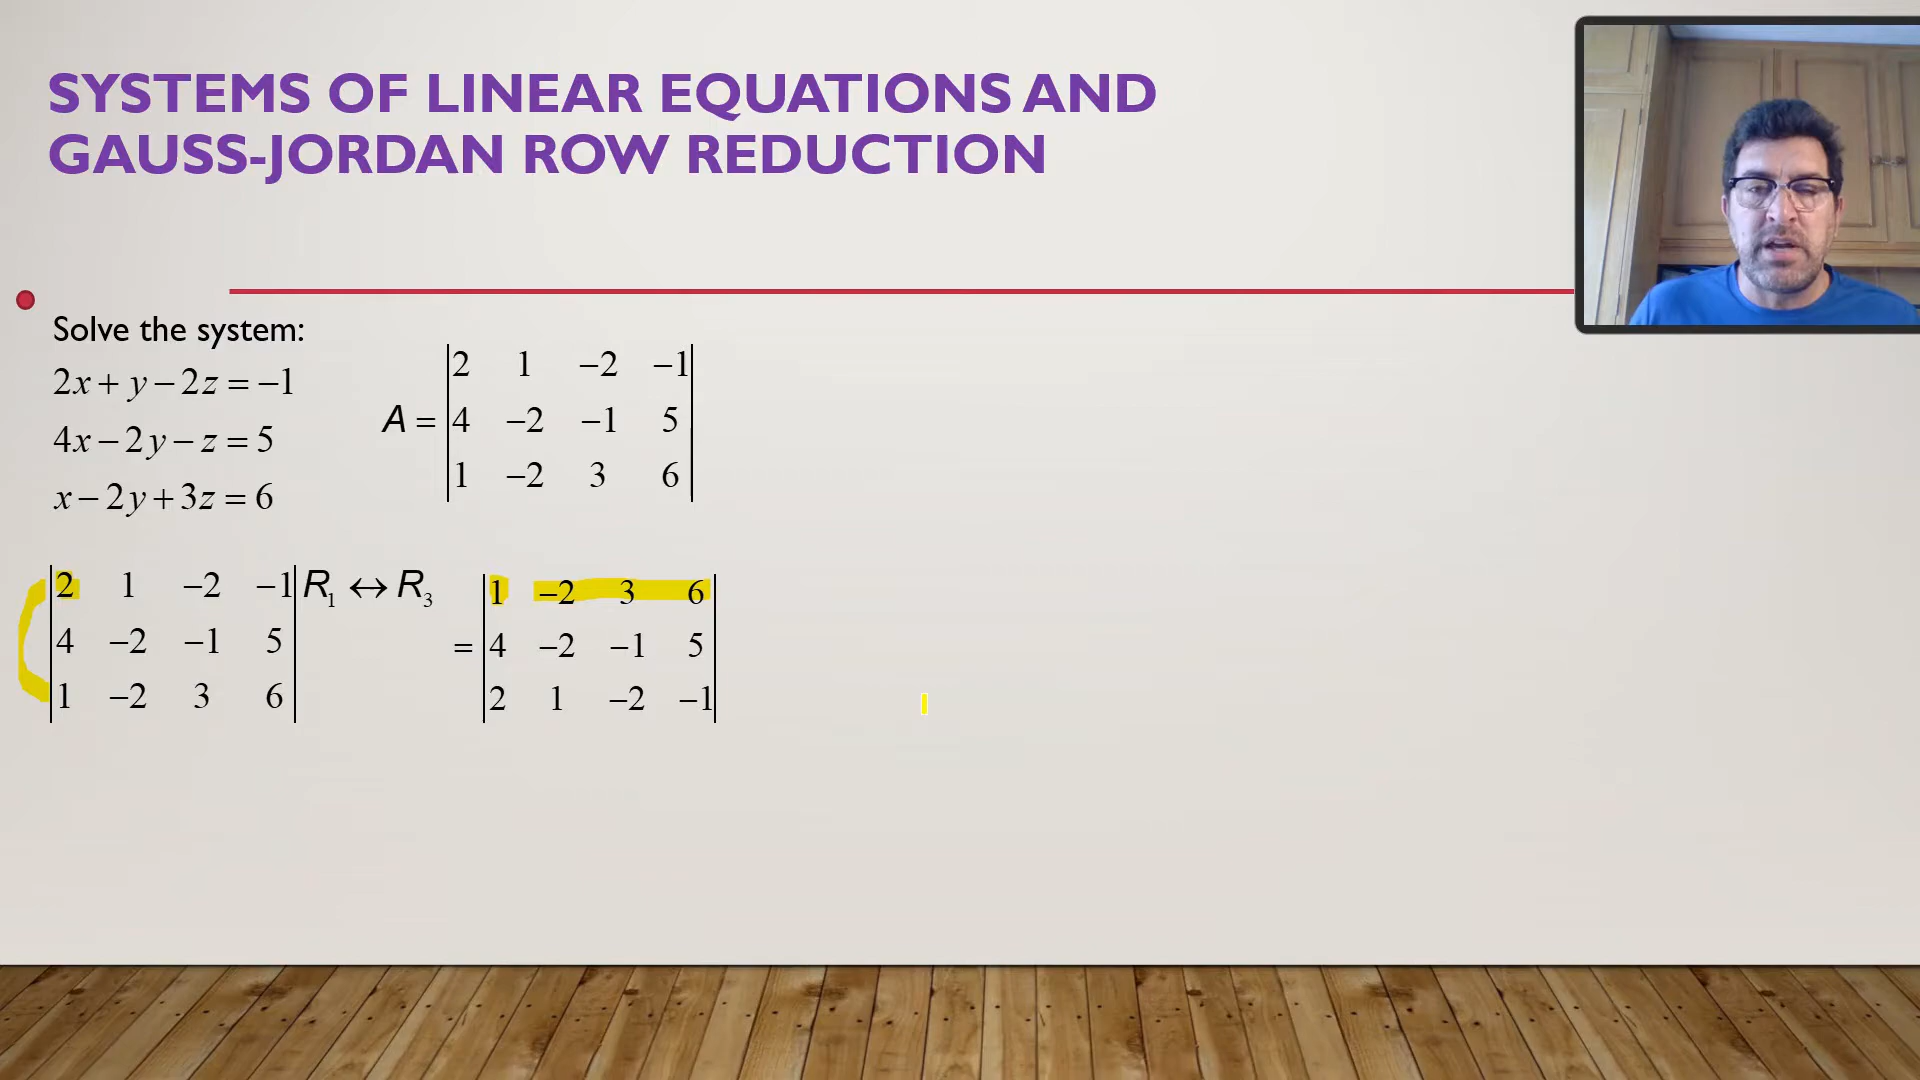 SYSTEMS OF LINEAR EQUATIONS AND
GAUSS-JORDAN ROW REDUCTION
Solve the system:
2x + y − 2z = −1
4x − 2y − z = 5
x − 2y + 3z = 6
A =
2 1 −2 −1
4 −2 −1 5
1 −2 3 6
2 1 −2 −1
4 −2 −1 5
1 −2 3 6
R₁ ↔ R₃
=
1 −2 3 6
4 −2 −1 5
2 1 −2 −1